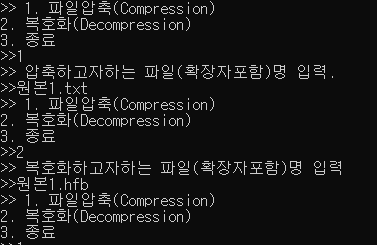 >> 1. 파일압축(Compression)
2. 복호화(Decompression)
3. 종료
>>1
>> 압축하고자하는 파일(확장자포함)명 입력.
>>원본1.txt
>> 1. 파일압축(Compression)
2. 복호화(Decompression)
3. 종료
>>2
>> 복호화하고자하는 파일(확장자포함)명 입력
>>원본1.hfb
>> 1. 파일압축(Compression)
2. 복호화(Decompression)
3. 종료
>>1